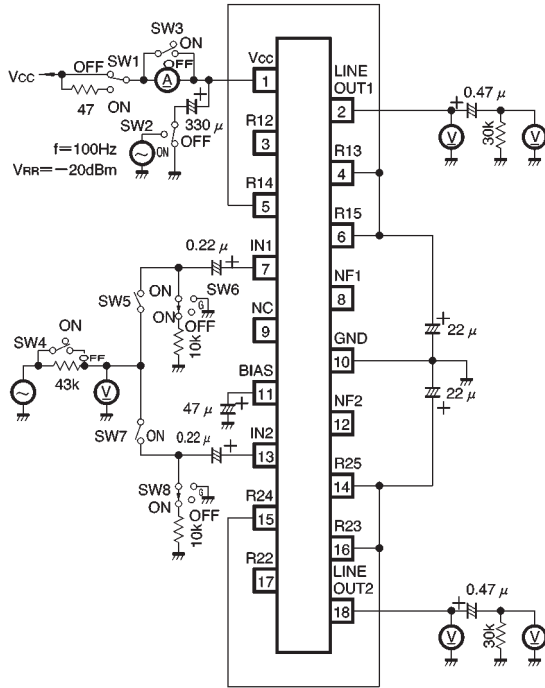 SW3
ON
OFF
SW1
OFF
Vcc
A
47
ON
SW2
330 µ
+
OFF
ON
f=100Hz
VRR=−20dBm
Vcc
1
LINE
OUT1
2
+
0.47 µ
V
30k
V
R12
3
R13
4
R14
5
R15
6
0.22 µ
+
IN1
7
NF1
8
ON
SW5
SW6
ON
G
OFF
10k
NC
9
SW4
ON
OFF
43k
V
GND
10
+
22 µ
22 µ
+
BIAS
11
47 µ
+
NF2
12
SW7
ON
0.22 µ
+
IN2
13
R25
14
SW8
ON
G
OFF
10k
R24
15
R23
16
R22
17
LINE
OUT2
18
+
0.47 µ
V
30k
V